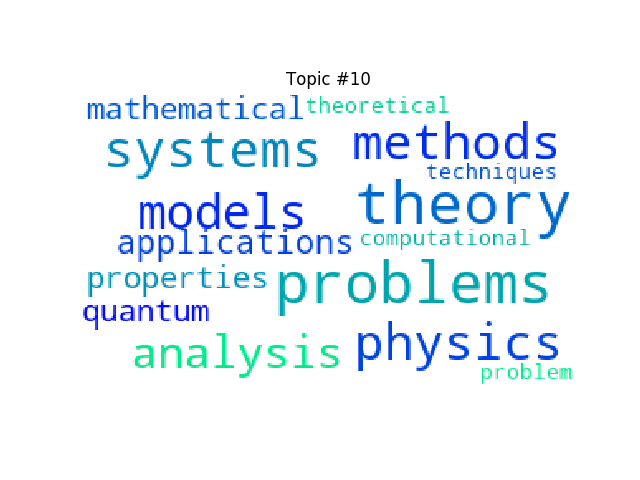 Topic #10
mathematical theoretical
systems methods
techniques
models theory
applications computational
properties problems
quantum
analysis physics
problem